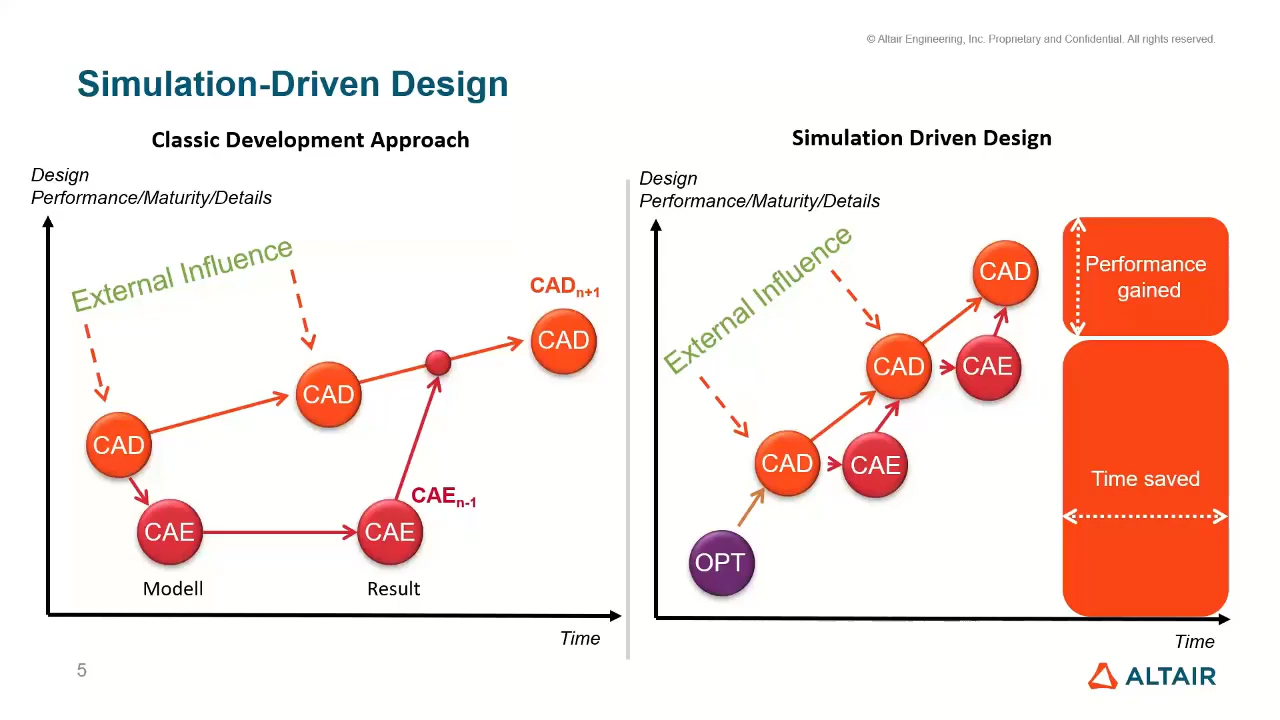 © Altair Engineering, Inc. Proprietary and Confidential. All rights reserved.
Simulation-Driven Design
Classic Development Approach
Design
Performance/Maturity/Details
External Influence
CAD
CAD
CADn+1
CAD
CAE
CAE
CAEn-1
Modell
Result
Time
Simulation Driven Design
Design
Performance/Maturity/Details
External Influence
CAD
CAD
CAE
CAD
CAE
OPT
Performance
gained
Time saved
Time
5
ALTAIR